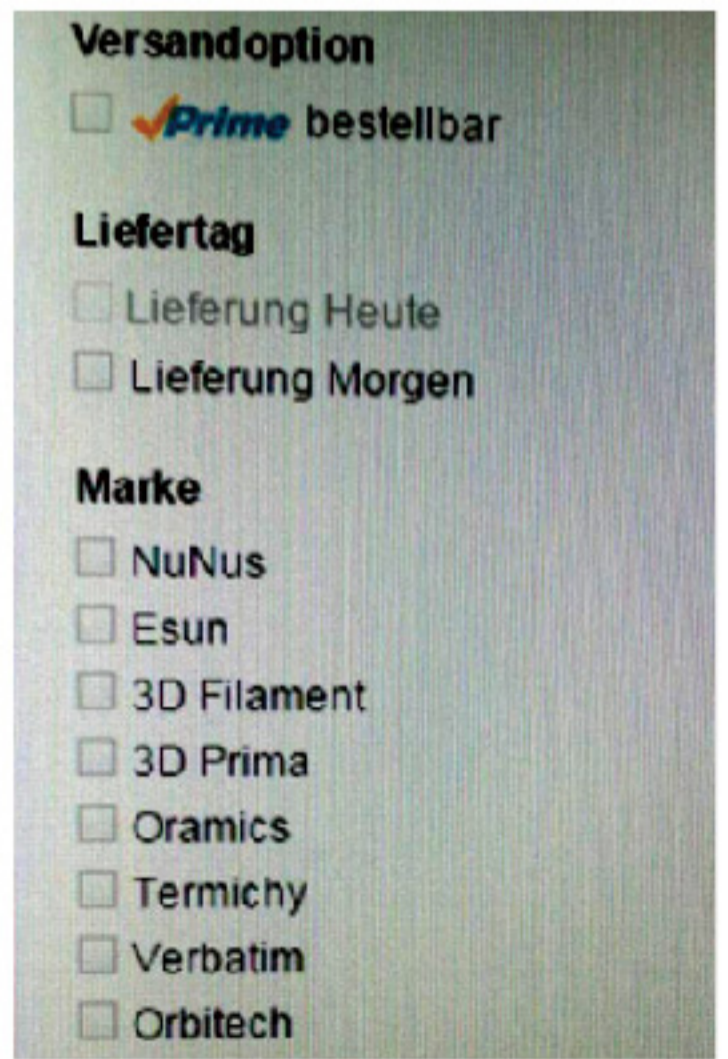 Versandoption
Prime bestellbar
Liefertag
Lieferung Heute
Lieferung Morgen
Marke
NuNus
Esun
3D Filament
3D Prima
Oramics
Termichy
Verbatim
Orbitech